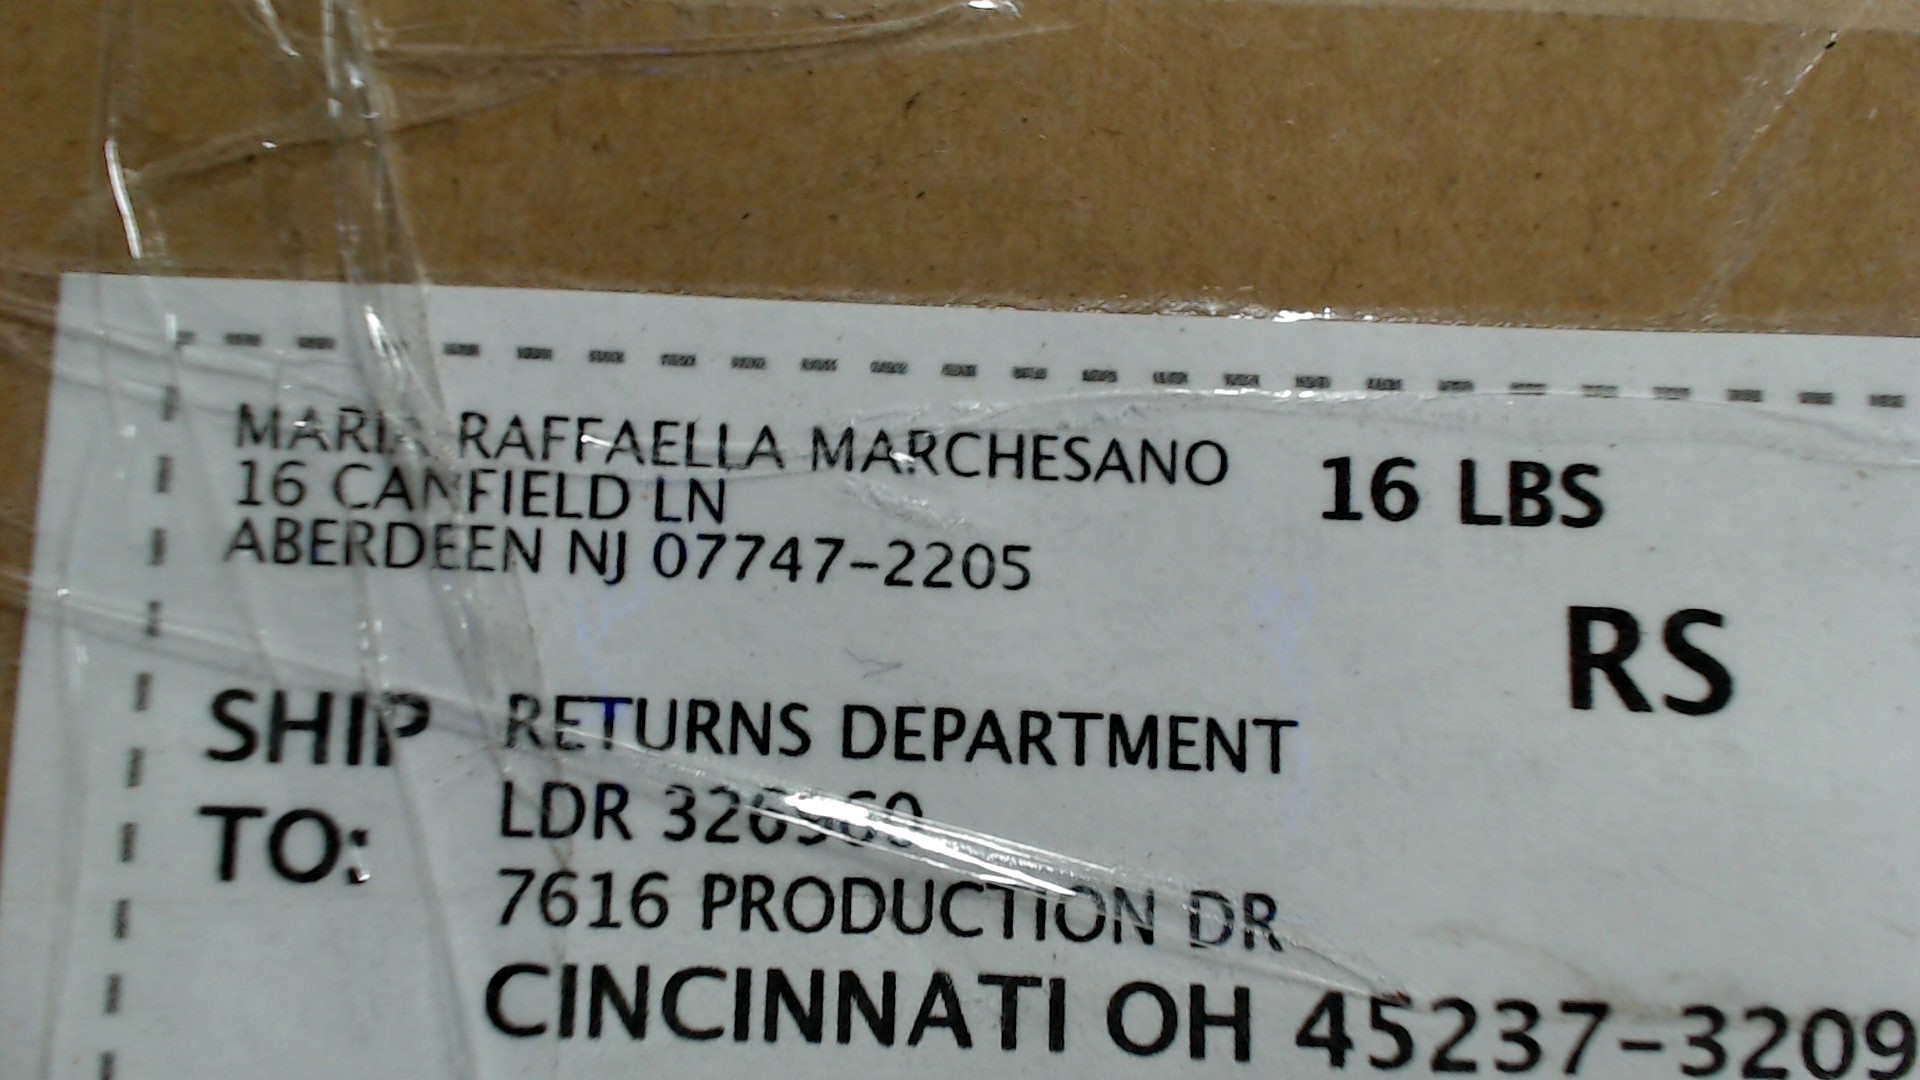 MARIA RAFFAELLA MARCHESANO
16 CANFIELD LN
ABERDEEN NJ 07747-2205
16 LBS
RS
SHIP TO:
RETURNS DEPARTMENT
LDR 326960
7616 PRODUCTION DR
CINCINNATI OH 45237-3209